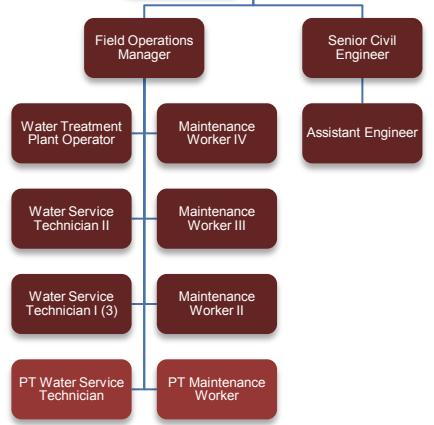 Field Operations
Manager
Senior Civil
Engineer
Water Treatment
Plant Operator
Maintenance
Worker IV
Assistant Engineer
Water Service
Technician II
Maintenance
Worker III
Water Service
Technician I (3)
Maintenance
Worker II
PT Water Service
Technician
PT Maintenance
Worker